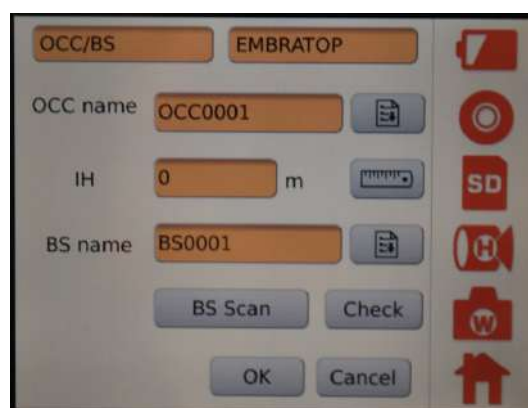 OCC/BS EMBRATOP
OCC name OCC0001
IH 0 m
SD
BS name BS0001
H
BS Scan Check
W
OK Cancel